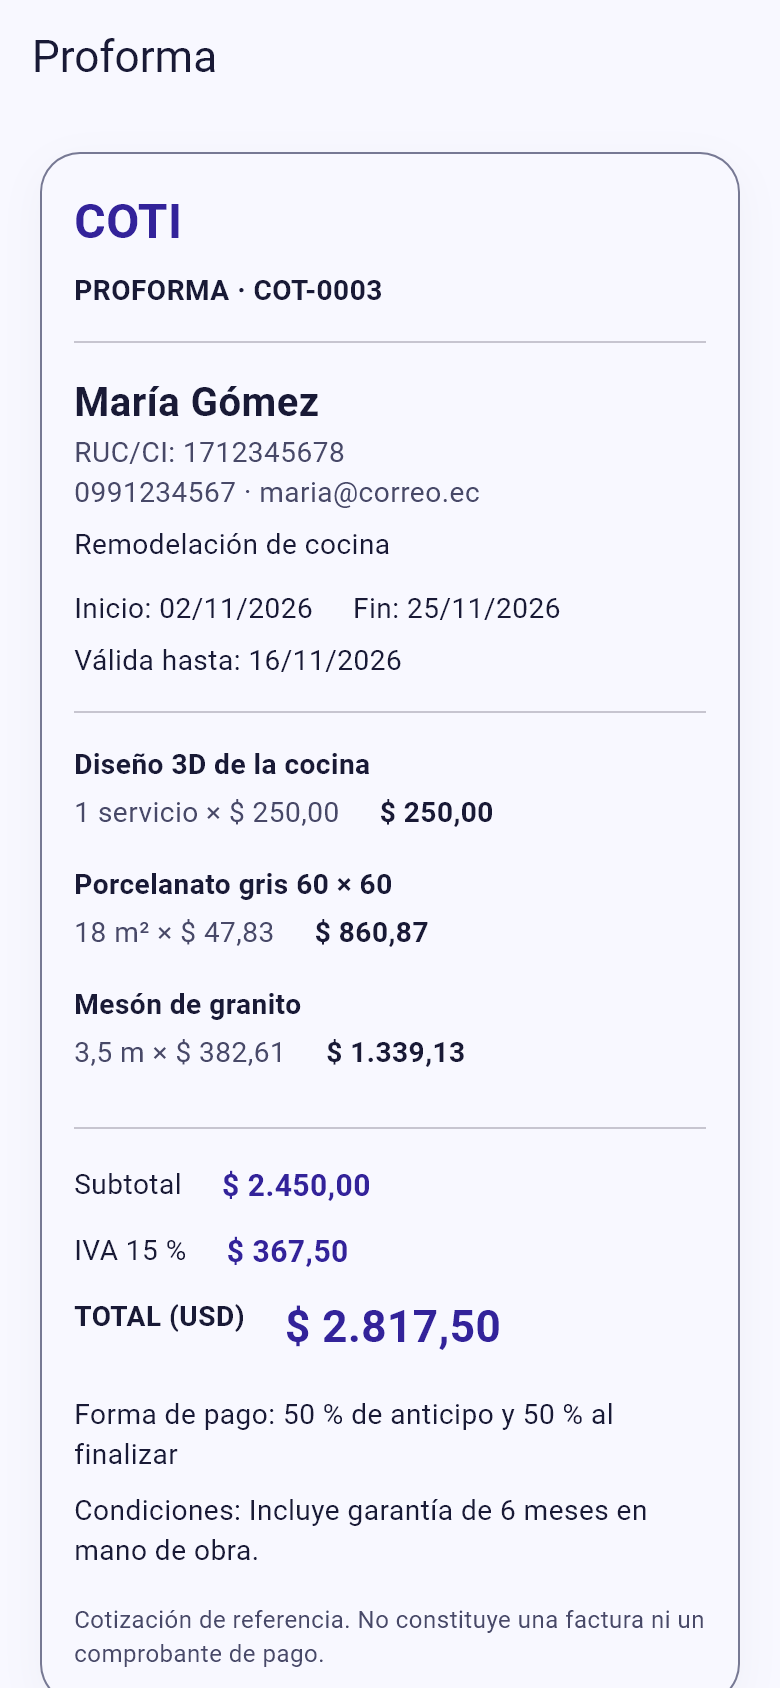 Proforma
COTI
PROFORMA · COT-0003
María Gómez
RUC/CI: 1712345678
0991234567 · maria@correo.ec
Remodelación de cocina
Inicio: 02/11/2026 Fin: 25/11/2026
Válida hasta: 16/11/2026
Diseño 3D de la cocina
1 servicio × $ 250,00 $ 250,00
Porcelanato gris 60 × 60
18 m² × $ 47,83 $ 860,87
Mesón de granito
3,5 m × $ 382,61 $ 1.339,13
Subtotal $ 2.450,00
IVA 15 % $ 367,50
TOTAL (USD) $ 2.817,50
Forma de pago: 50 % de anticipo y 50 % al
finalizar
Condiciones: Incluye garantía de 6 meses en
mano de obra.
Cotización de referencia. No constituye una factura ni un
comprobante de pago.